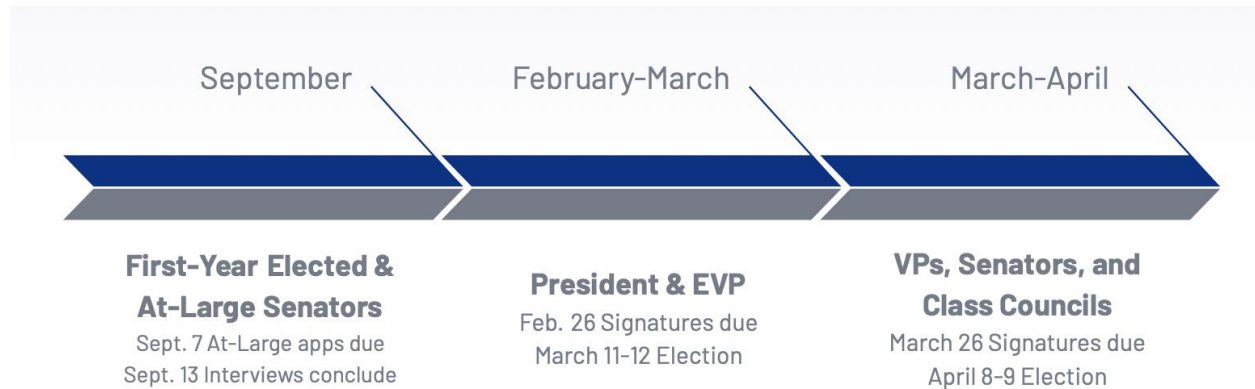 September
February-March
March-April
First-Year Elected &
At-Large Senators
Sept. 7 At-Large apps due
Sept. 13 Interviews conclude
President & EVP
Feb. 26 Signatures due
March 11-12 Election
VPs, Senators, and
Class Councils
March 26 Signatures due
April 8-9 Election